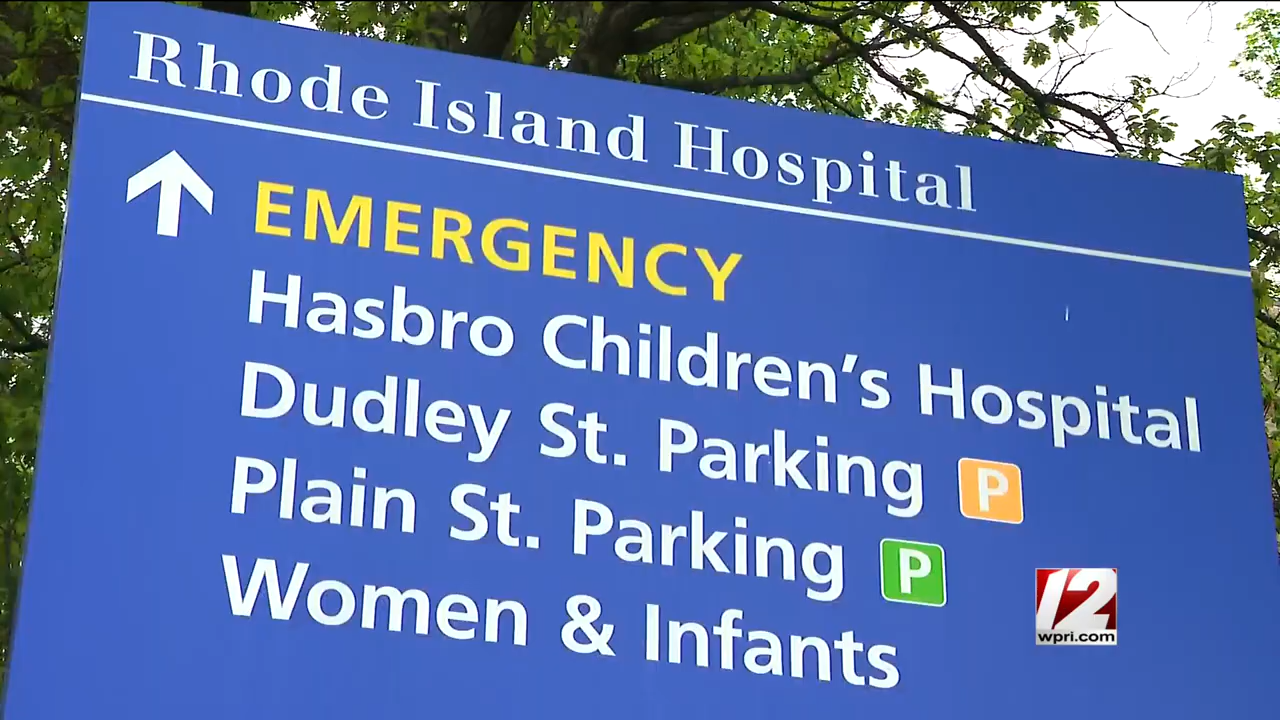 Rhode Island Hospital
EMERGENCY
Hasbro Children's Hospital
Dudley St. Parking P
Plain St. Parking P
Women & Infants
12
wpri.com